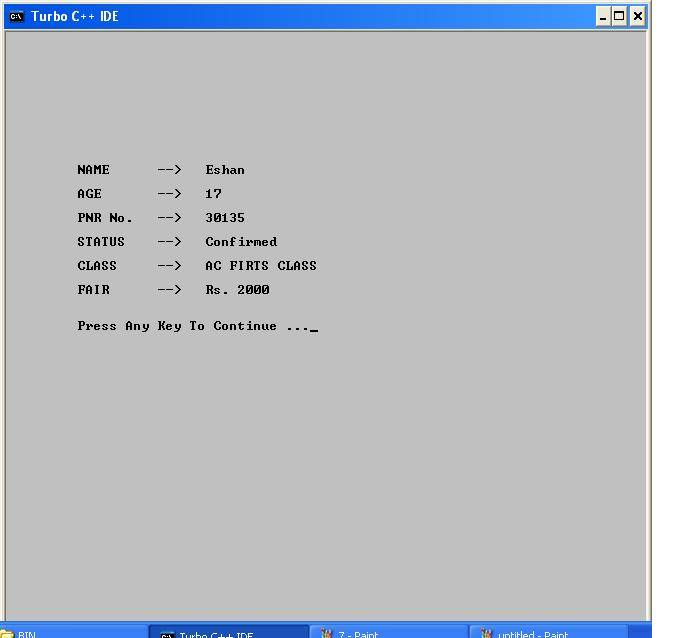 Turbo C++ IDE
NAME --> Eshan
AGE --> 17
PNR No. --> 30135
STATUS --> Confirmed
CLASS --> AC FIRTS CLASS
FAIR --> Rs. 2000
Press Any Key To Continue ..._
BIN
Turbo C++ IDE
7 - Paint
untitled - Paint